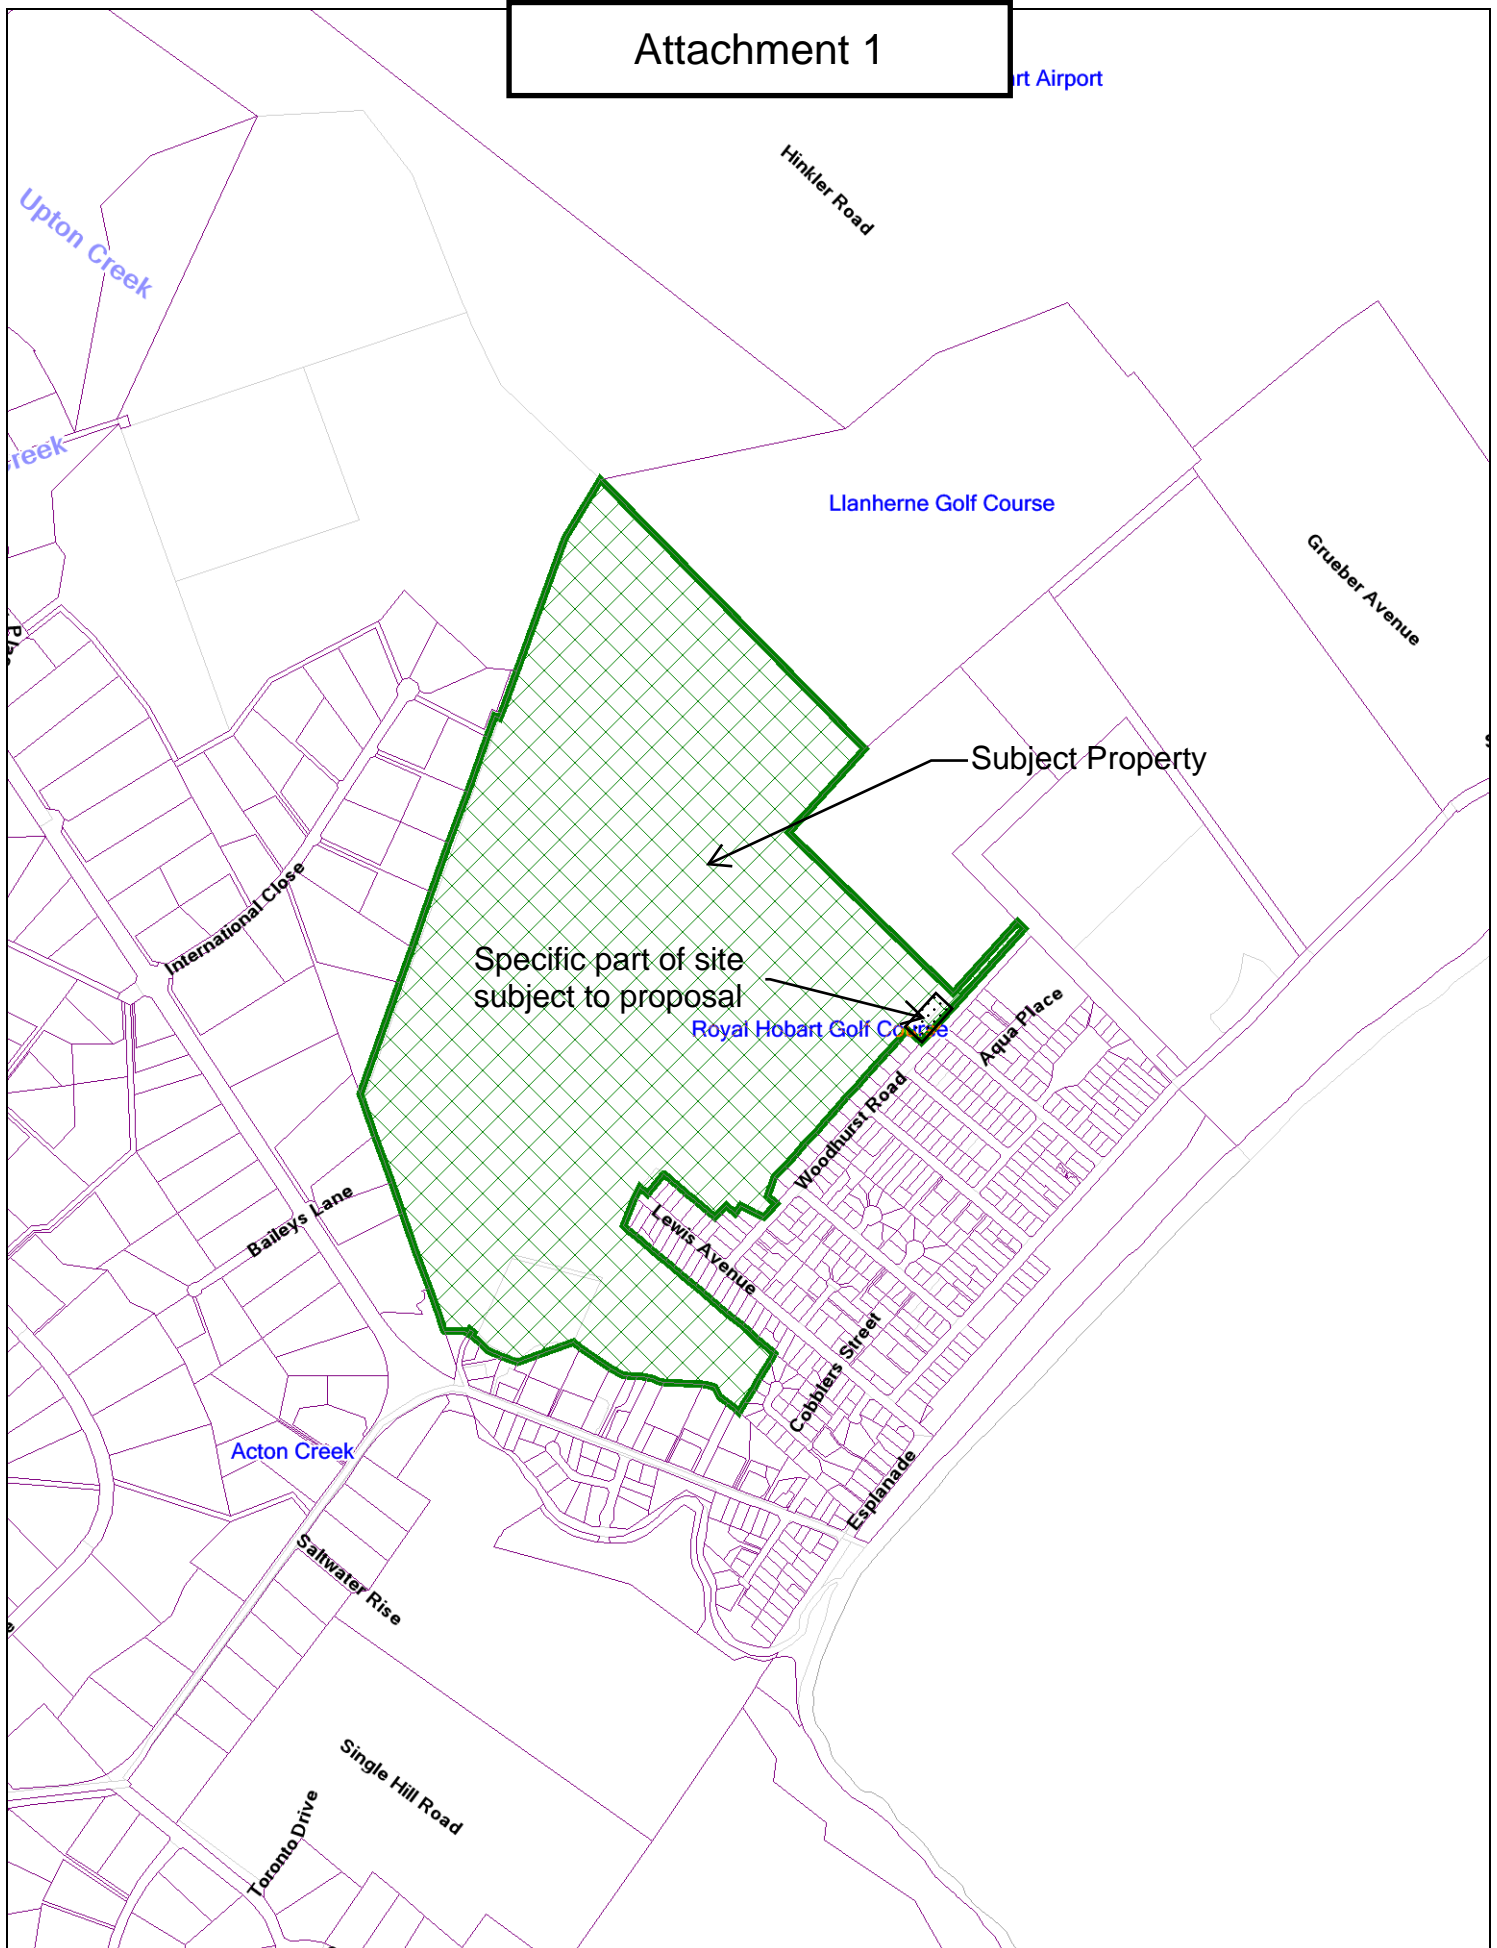 Attachment 1
Airport
Hinkler Road
Upton Creek
Creek
Llanherne Golf Course
Grueber Avenue
Subject Property
International Close
Specific part of site
subject to proposal
Royal Hobart Golf Course
Aqua Place
Woodhurst Road
Baileys Lane
Lewis Avenue
Cobblers Street
Acton Creek
Esplanade
Saltwater Rise
Single Hill Road
Toronto Drive